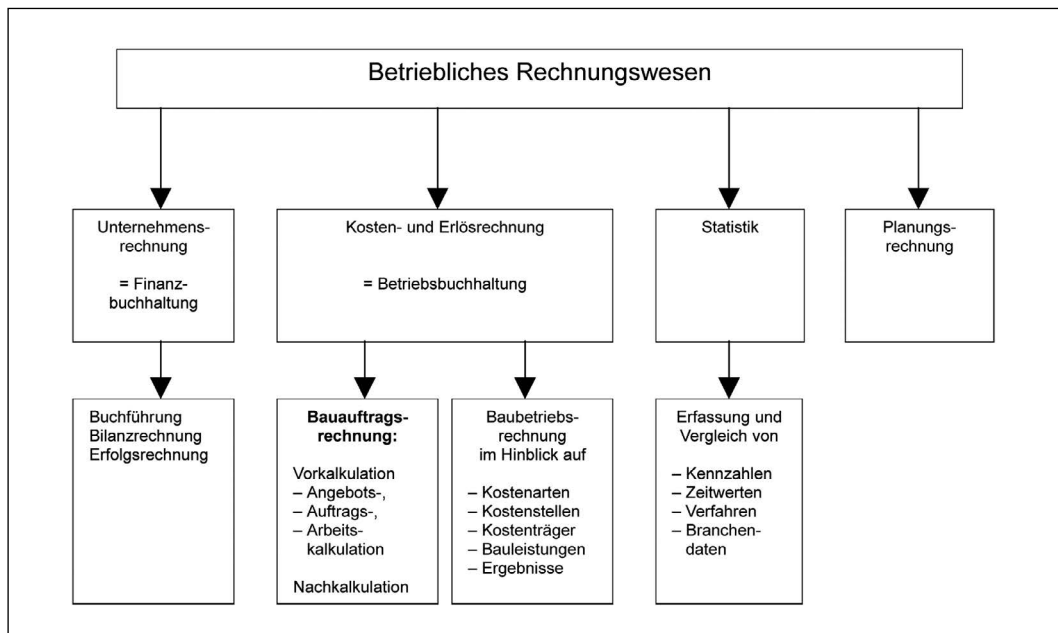 Betriebliches Rechnungswesen
Unternehmens-
rechnung
= Finanz-
buchhaltung
Kosten- und Erlösrechnung
= Betriebsbuchhaltung
Statistik
Planungs-
rechnung
Buchführung
Bilanzrechnung
Erfolgsrechnung
Bauauftrags-
rechnung:
Vorkalkulation
– Angebots-,
– Auftrags-,
– Arbeits-
kalkulation
Nachkalkulation
Baubetriebs-
rechnung
im Hinblick auf
– Kostenarten
– Kostenstellen
– Kostenträger
– Bauleistungen
– Ergebnisse
Erfassung und
Vergleich von
– Kennzahlen
– Zeitwerten
– Verfahren
– Branchen-
daten